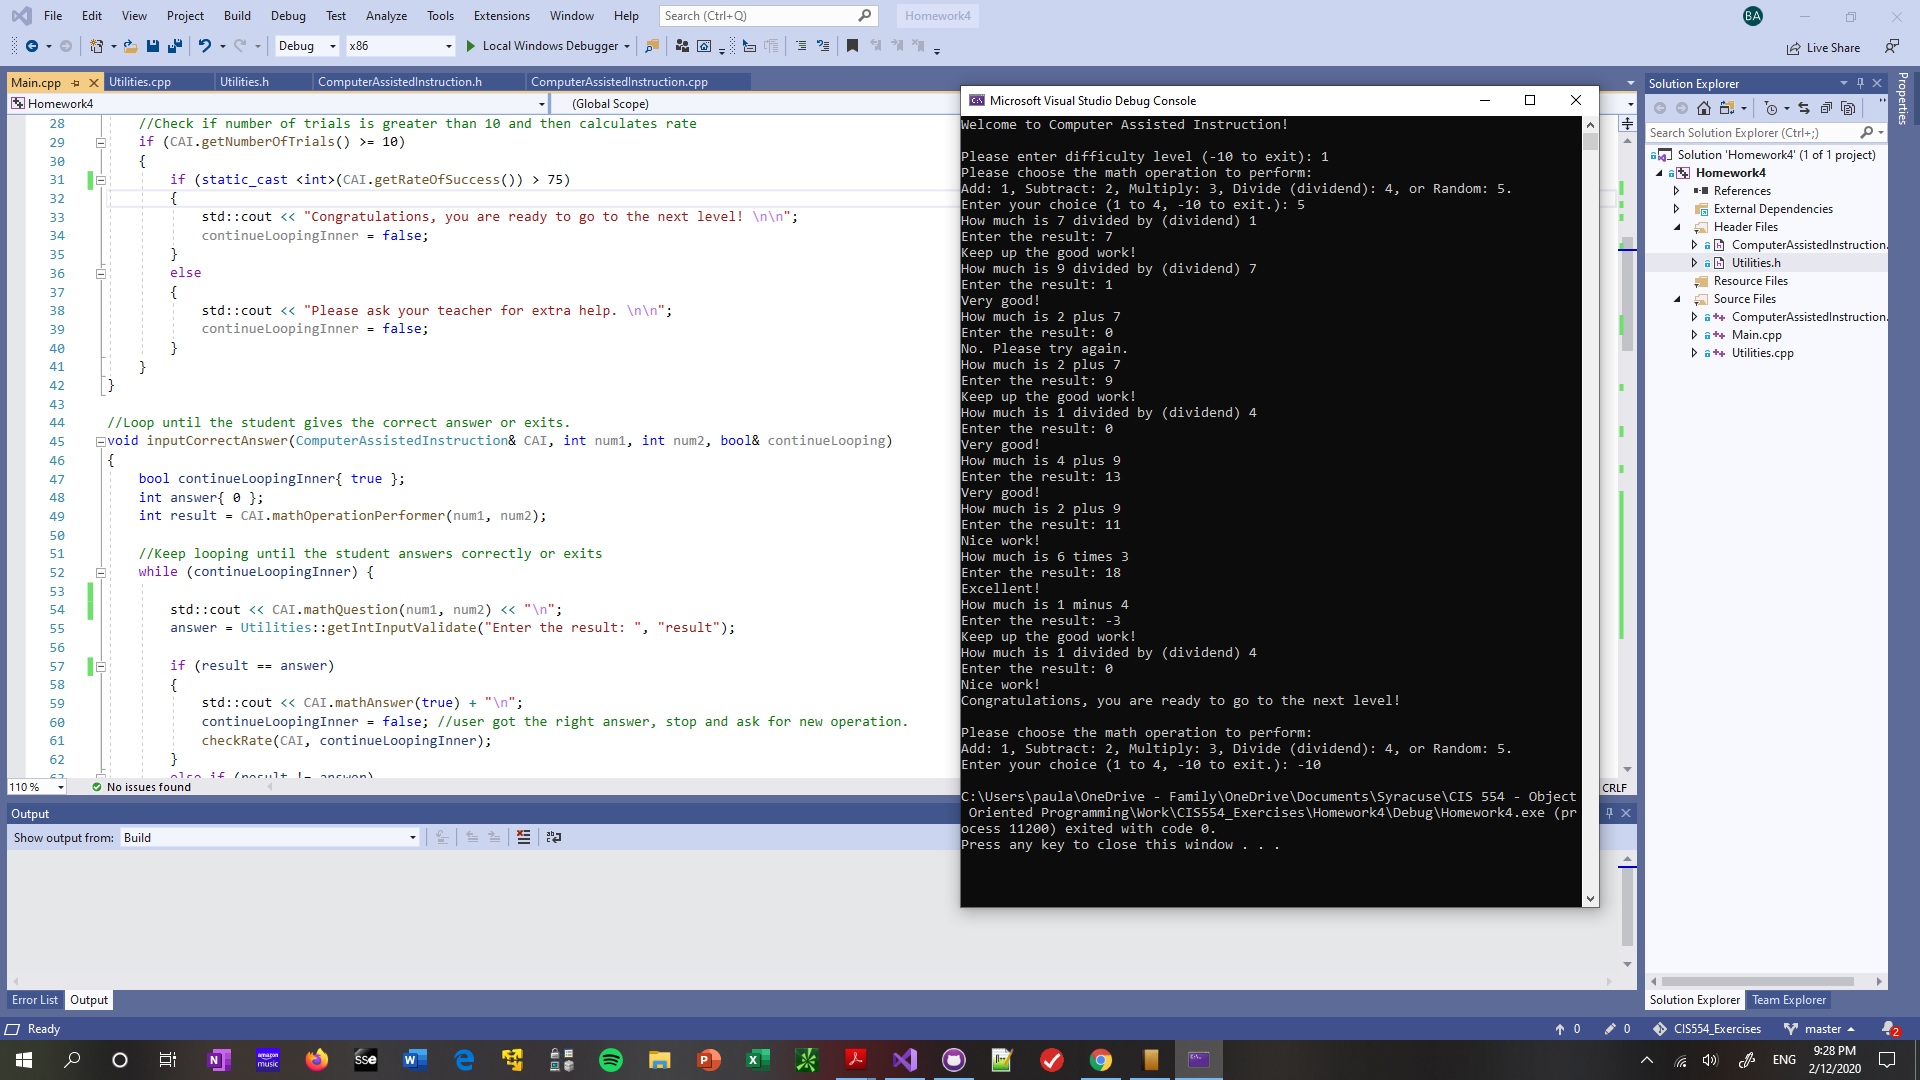 File Edit View Project Build Debug Test Analyze Tools Extensions Window Help Search (Ctrl+Q) Homework4 BA
Debug x86 Local Windows Debugger Live Share
Main.cpp Utilities.cpp Utilities.h ComputerAssistedInstruction.h ComputerAssistedInstruction.cpp
Homework4 (Global Scope)
28 //Check if number of trials is greater than 10 and then calculates rate
29 if (CAI.getNumberOfTrials() >= 10)
30 {
31 if (static_cast <int>(CAI.getRateOfSuccess()) > 75)
32 {
33 std::cout << "Congratulations, you are ready to go to the next level! \n\n";
34 continueLoopingInner = false;
35 }
36 else
37 {
38 std::cout << "Please ask your teacher for extra help. \n\n";
39 continueLoopingInner = false;
40 }
41 }
42 }
43
44 //Loop until the student gives the correct answer or exits.
45 void inputCorrectAnswer(ComputerAssistedInstruction& CAI, int num1, int num2, bool& continueLooping)
46 {
47 bool continueLoopingInner{ true };
48 int answer{ 0 };
49 int result = CAI.mathOperationPerformer(num1, num2);
50
51 //Keep looping until the student answers correctly or exits
52 while (continueLoopingInner) {
53
54 std::cout << CAI.mathQuestion(num1, num2) << "\n";
55 answer = Utilities::getIntInputValidate("Enter the result: ", "result");
56
57 if (result == answer)
58 {
59 std::cout << CAI.mathAnswer(true) + "\n";
60 continueLoopingInner = false; //user got the right answer, stop and ask for new operation.
61 checkRate(CAI, continueLoopingInner);
62 }
63 else if (result != answer)
110 % No issues found CRLF
Output
Show output from: Build
Error List Output
Microsoft Visual Studio Debug Console
Welcome to Computer Assisted Instruction!
Please enter difficulty level (-10 to exit): 1
Please choose the math operation to perform:
Add: 1, Subtract: 2, Multiply: 3, Divide (dividend): 4, or Random: 5.
Enter your choice (1 to 4, -10 to exit.): 5
How much is 7 divided by (dividend) 1
Enter the result: 7
Keep up the good work!
How much is 9 divided by (dividend) 7
Enter the result: 1
Very good!
How much is 2 plus 7
Enter the result: 0
No. Please try again.
How much is 2 plus 7
Enter the result: 9
Keep up the good work!
How much is 1 divided by (dividend) 4
Enter the result: 0
Very good!
How much is 4 plus 9
Enter the result: 13
Very good!
How much is 2 plus 9
Enter the result: 11
Nice work!
How much is 6 times 3
Enter the result: 18
Excellent!
How much is 1 minus 4
Enter the result: -3
Keep up the good work!
How much is 1 divided by (dividend) 4
Enter the result: 0
Nice work!
Congratulations, you are ready to go to the next level!
Please choose the math operation to perform:
Add: 1, Subtract: 2, Multiply: 3, Divide (dividend): 4, or Random: 5.
Enter your choice (1 to 4, -10 to exit.): -10
C:\Users\paula\OneDrive - Family\OneDrive\Documents\Syracuse\CIS 554 - Object
Oriented Programming\Work\CIS554_Exercises\Homework4\Debug\Homework4.exe (pr
ocess 11200) exited with code 0.
Press any key to close this window . . .
Solution Explorer
Search Solution Explorer (Ctrl+;)
Solution 'Homework4' (1 of 1 project)
Homework4
References
External Dependencies
Header Files
ComputerAssistedInstruction.
Utilities.h
Resource Files
Source Files
ComputerAssistedInstruction.
Main.cpp
Utilities.cpp
Solution Explorer Team Explorer
Properties
Ready 0 0 CIS554_Exercises master 2
amazon music SSe ENG 9:28 PM
2/12/2020